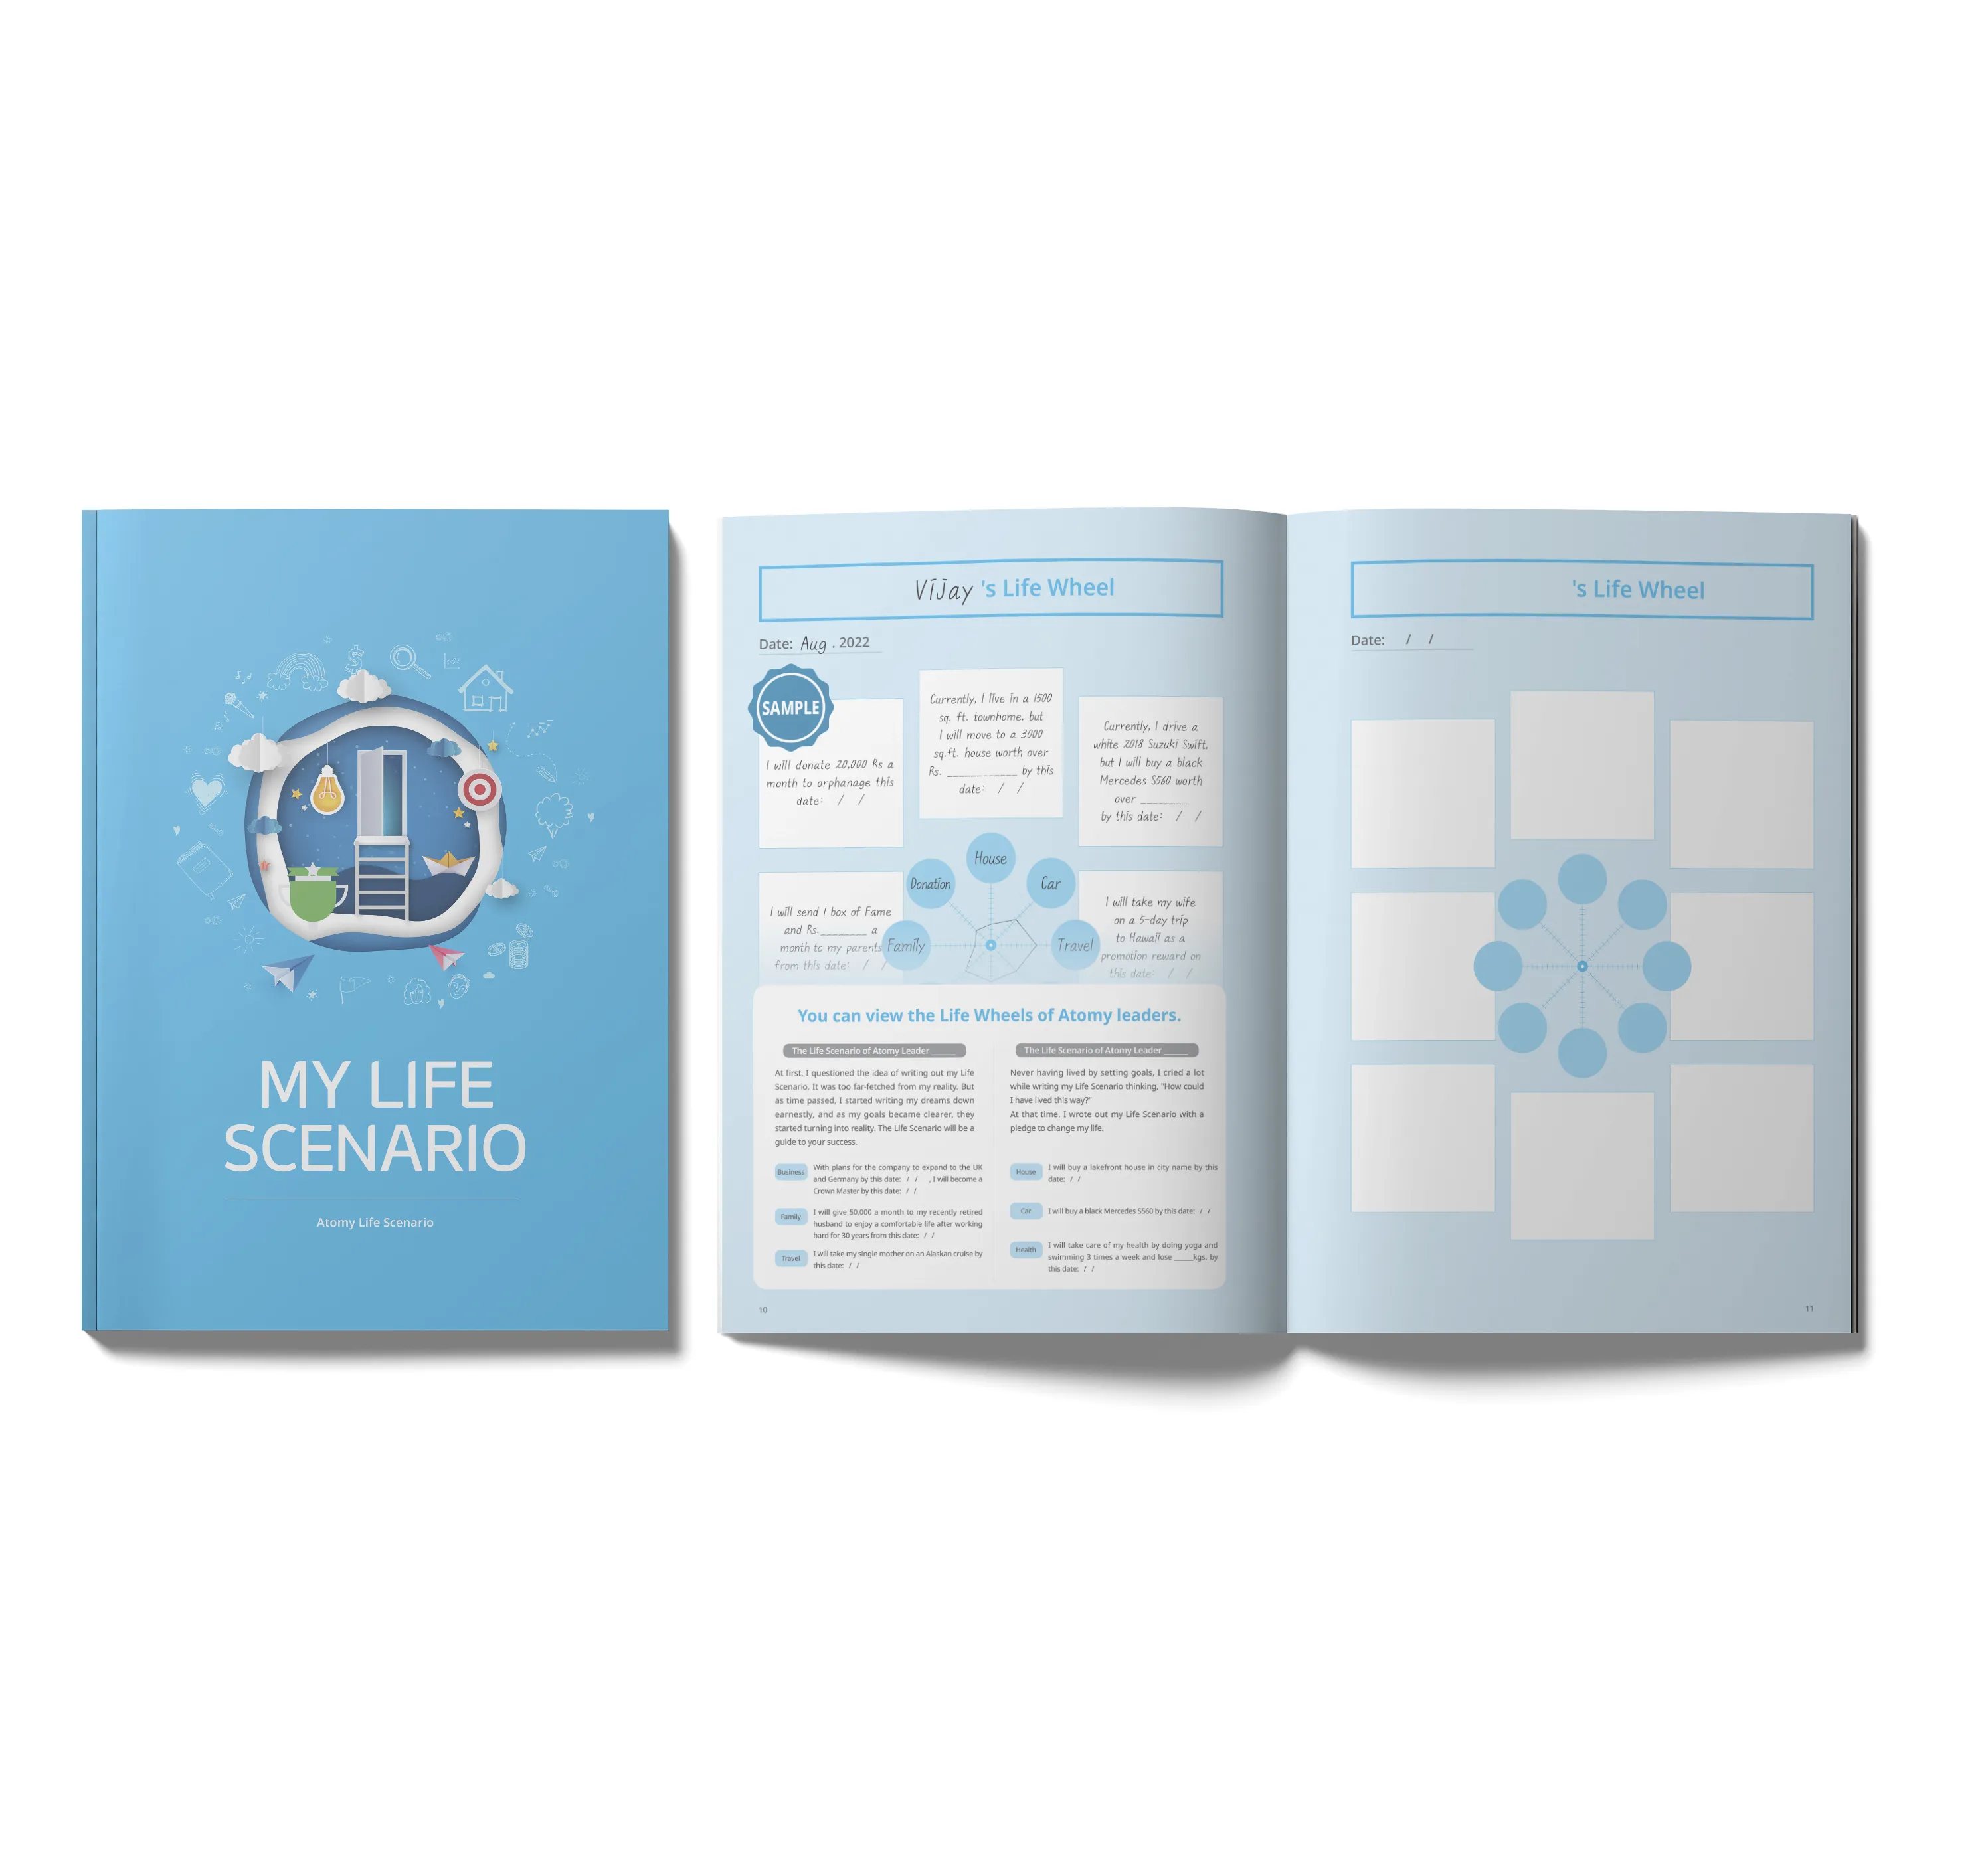 MY LIFE
SCENARIO
Atomy Life Scenario
Vijay 's Life Wheel
Date: Aug . 2022
SAMPLE
I will donate 20,000 Rs a
month to orphanage this
date: / /
Currently, I live in a 1500
sq. ft. townhome, but
I will move to a 3000
sq.ft. house worth over
Rs. ____________ by this
date: / /
Currently, I drive a
white 2018 Suzuki Swift,
but I will buy a black
Mercedes S560 worth
over ________
by this date: / /
House
Donation
Car
Family
Travel
I will send 1 box of Fame
and Rs.________ a
month to my parents
from this date: / /
I will take my wife
on a 5-day trip
to Hawaii as a
promotion reward on
this date: / /
You can view the Life Wheels of Atomy leaders.
The Life Scenario of Atomy Leader ______
At first, I questioned the idea of writing out my Life
Scenario. It was too far-fetched from my reality. But
as time passed, I started writing my dreams down
earnestly, and as my goals became clearer, they
started turning into reality. The Life Scenario will be a
guide to your success.
Business
With plans for the company to expand to the UK
and Germany by this date: / / , I will become a
Crown Master by this date: / /
Family
I will give 50,000 a month to my recently retired
husband to enjoy a comfortable life after working
hard for 30 years from this date: / /
Travel
I will take my single mother on an Alaskan cruise by
this date: / /
The Life Scenario of Atomy Leader ______
Never having lived by setting goals, I cried a lot
while writing my Life Scenario thinking, "How could
I have lived this way?"
At that time, I wrote out my Life Scenario with a
pledge to change my life.
House
I will buy a lakefront house in city name by this
date: / /
Car
I will buy a black Mercedes S560 by this date: / /
Health
I will take care of my health by doing yoga and
swimming 3 times a week and lose _____kgs. by
this date: / /
10
's Life Wheel
Date: / /
11